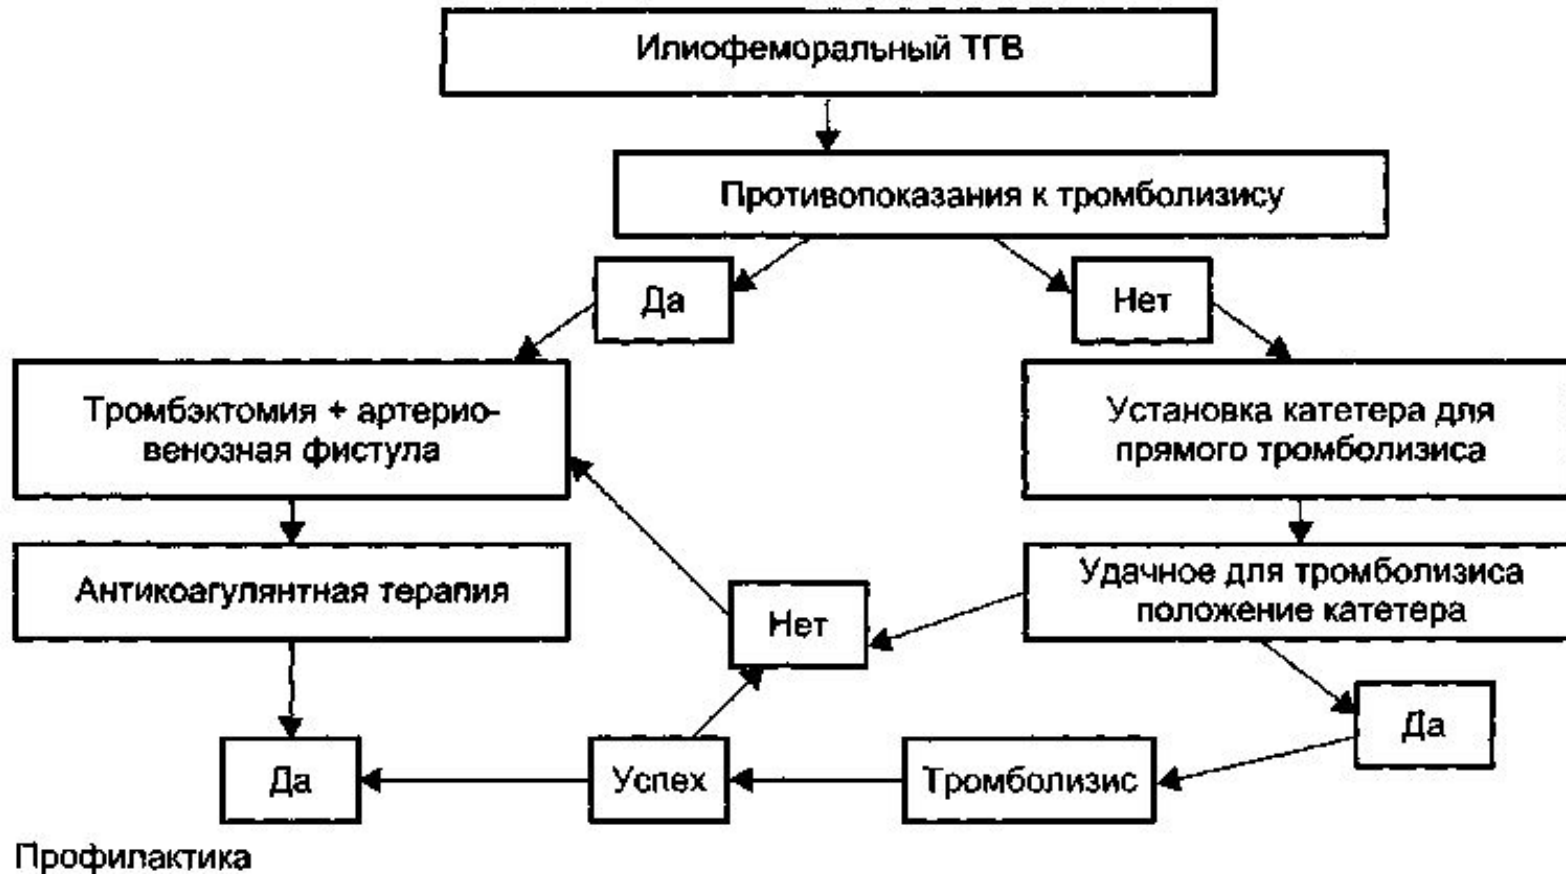 Илиофеморальный ТГВ
Противопоказания к тромболизису
Да
Нет
Тромбэктомия + артерио-
венозная фистула
Установка катетера для
прямого тромболизиса
Антикоагулянтная терапия
Удачное для тромболизиса
положение катетера
Нет
Да
Да
Успех
Тромболизис
Профилактика